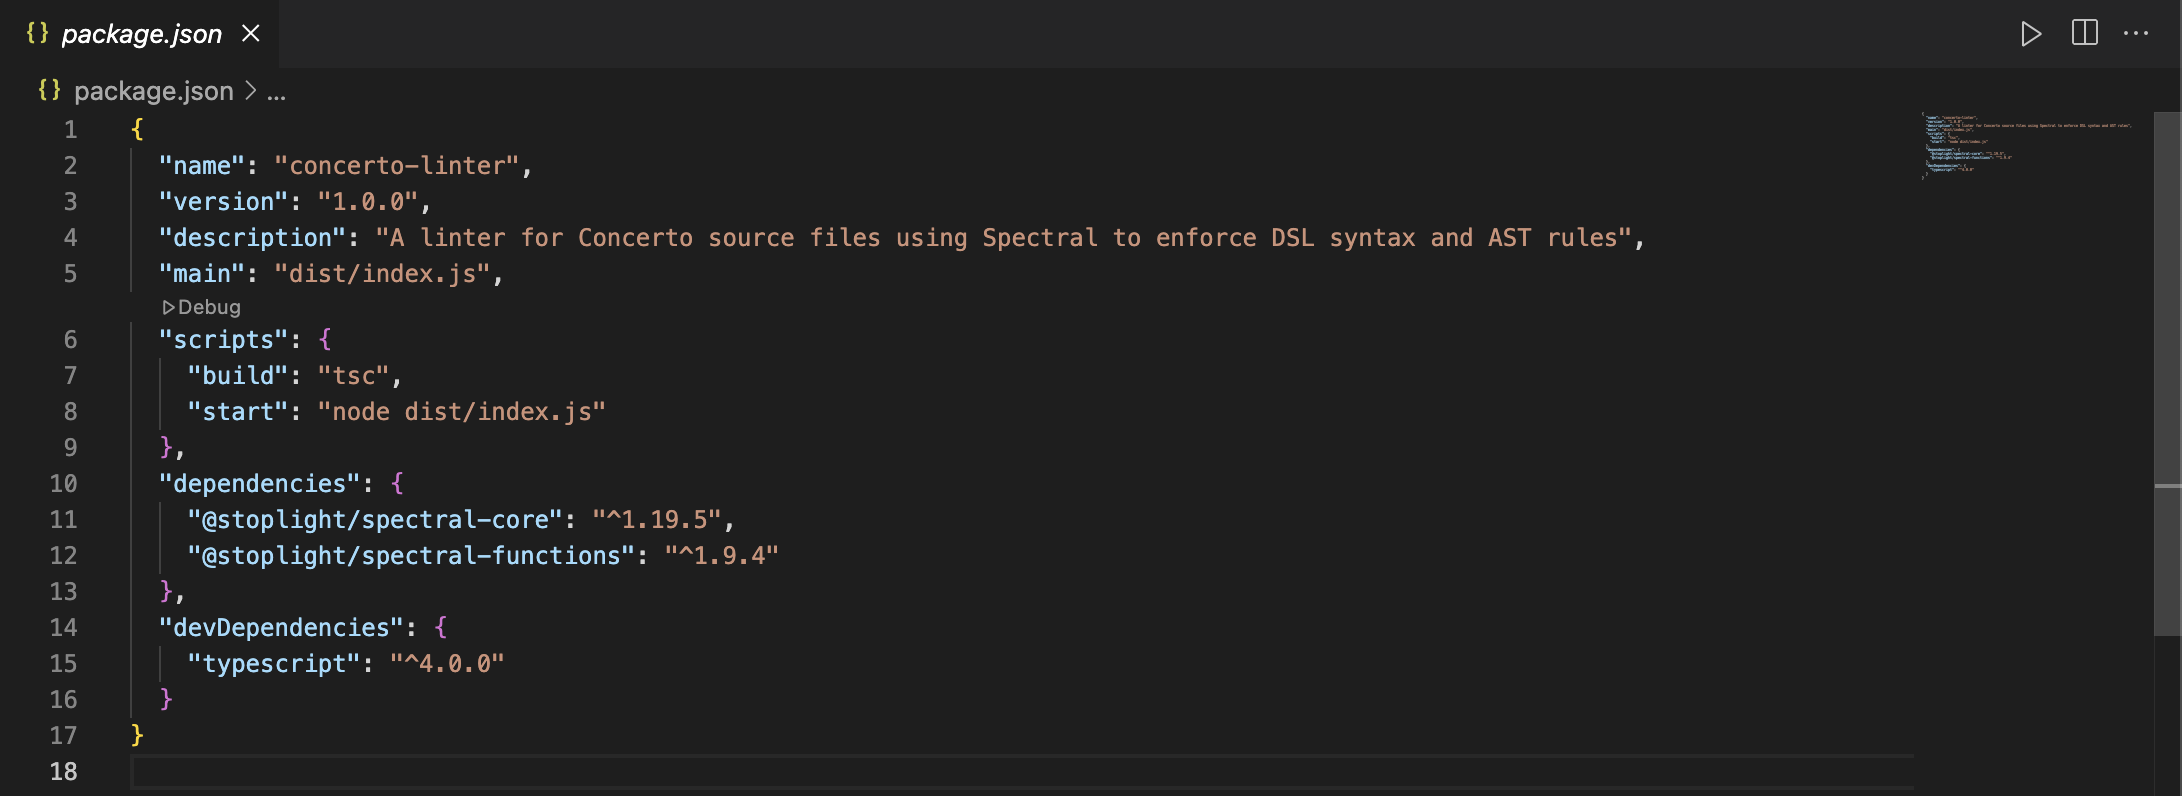 {} package.json ×
{} package.json > ...
1 {
2 "name": "concerto-linter",
3 "version": "1.0.0",
4 "description": "A linter for Concerto source files using Spectral to enforce DSL syntax and AST rules",
5 "main": "dist/index.js",
Debug
6 "scripts": {
7 "build": "tsc",
8 "start": "node dist/index.js"
9 },
10 "dependencies": {
11 "@stoplight/spectral-core": "^1.19.5",
12 "@stoplight/spectral-functions": "^1.9.4"
13 },
14 "devDependencies": {
15 "typescript": "^4.0.0"
16 }
17 }
18